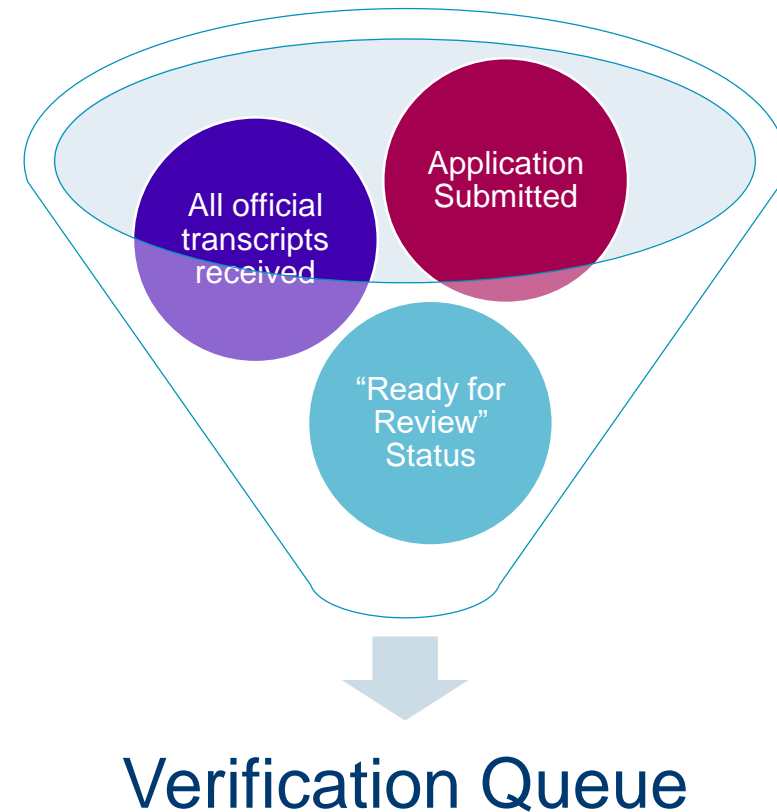 Application
Submitted
All official
transcripts
received
“Ready for
Review”
Status
Verification Queue